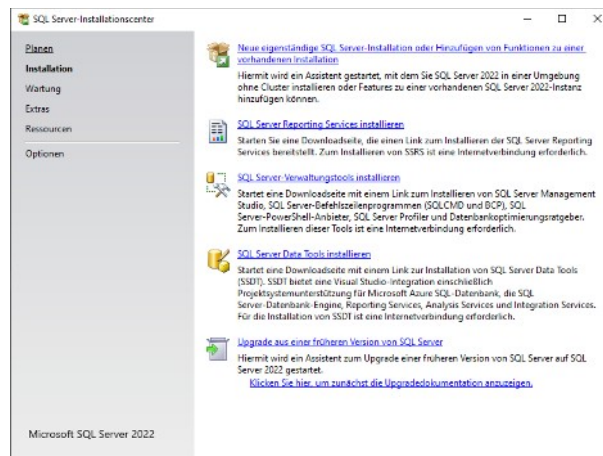 SQL Server-Installationscenter
Planen
Installation
Wartung
Extras
Ressourcen
Optionen
Neue eigenständige SQL Server-Installation oder Hinzufügen von Funktionen zu einer
vorhandenen Installation
Hiermit wird ein Assistent gestartet, mit dem Sie SQL Server 2022 in einer Umgebung
ohne Cluster installieren oder Features zu einer vorhandenen SQL Server 2022-Instanz
hinzufügen können.
SQL Server Reporting Services installieren
Starten Sie eine Downloadseite, die einen Link zum Installieren der SQL Server Reporting
Services bereitstellt. Zum Installieren von SSRS ist eine Internetverbindung erforderlich.
SQL Server-Verwaltungstools installieren
Startet eine Downloadseite mit einem Link zum Installieren von SQL Server Management
Studio, SQL Server-Befehlszeilenprogrammen (SQLCMD und BCP), SQL
Server-PowerShell-Anbieter, SQL Server Profiler und Datenbankoptimierungsratgeber.
Zum Installieren dieser Tools ist eine Internetverbindung erforderlich.
SQL Server Data Tools installieren
Startet eine Downloadseite mit einem Link zur Installation von SQL Server Data Tools
(SSDT). SSDT bietet eine Visual Studio-Integration einschließlich
Projektsystemunterstützung für Microsoft Azure SQL-Datenbank, die SQL
Server-Datenbank-Engine, Reporting Services, Analysis Services und Integration Services.
Für die Installation von SSDT ist eine Internetverbindung erforderlich.
Upgrade aus einer früheren Version von SQL Server
Hiermit wird ein Assistent zum Upgrade einer früheren Version von SQL Server auf SQL
Server 2022 gestartet.
Klicken Sie hier, um zunächst die Upgradedokumentation anzuzeigen.
Microsoft SQL Server 2022